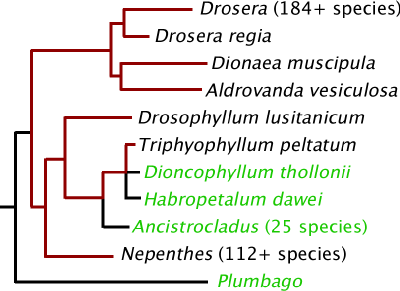 Drosera (184+ species)
Drosera regia
Dionaea muscipula
Aldrovanda vesiculosa
Drosophyllum lusitanicum
Triphyophyllum peltatum
Dioncophyllum thollonii
Habropetalum dawei
Ancistrocladus (25 species)
Nepenthes (112+ species)
Plumbago